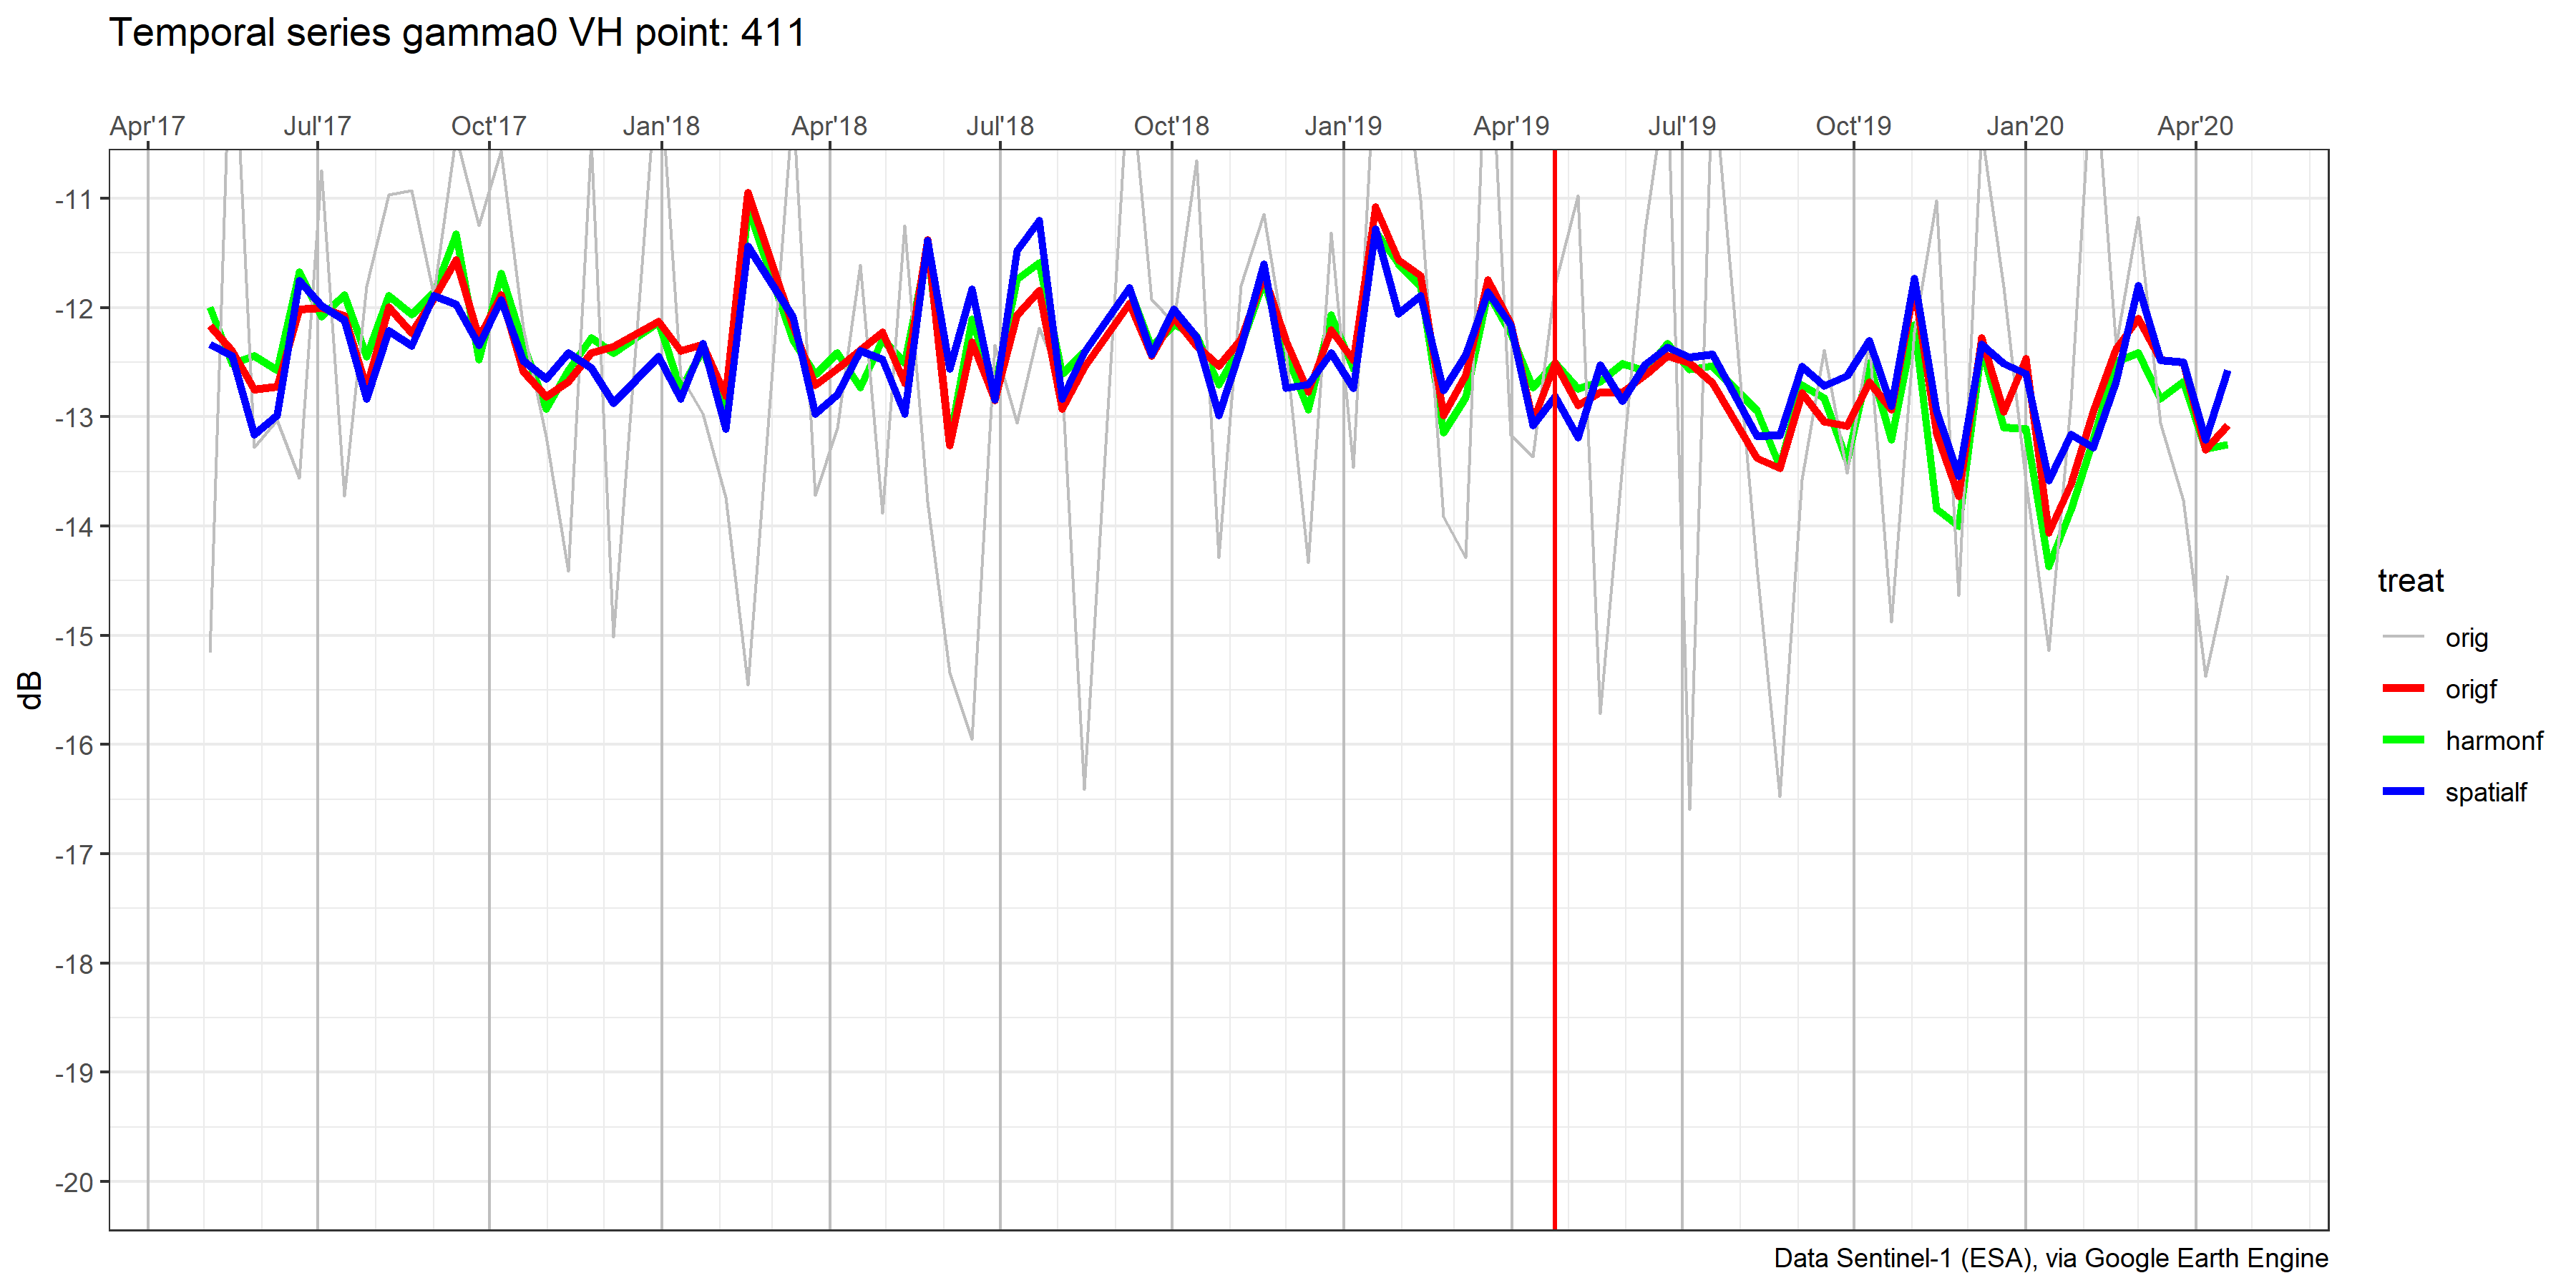 Temporal series gamma0 VH point: 411
Apr'17 Jul'17 Oct'17 Jan'18 Apr'18 Jul'18 Oct'18 Jan'19 Apr'19 Jul'19 Oct'19 Jan'20 Apr'20
-11
-12
-13
-14
-15
-16
-17
-18
-19
-20
dB
treat
orig
origf
harmonf
spatialf
Data Sentinel-1 (ESA), via Google Earth Engine